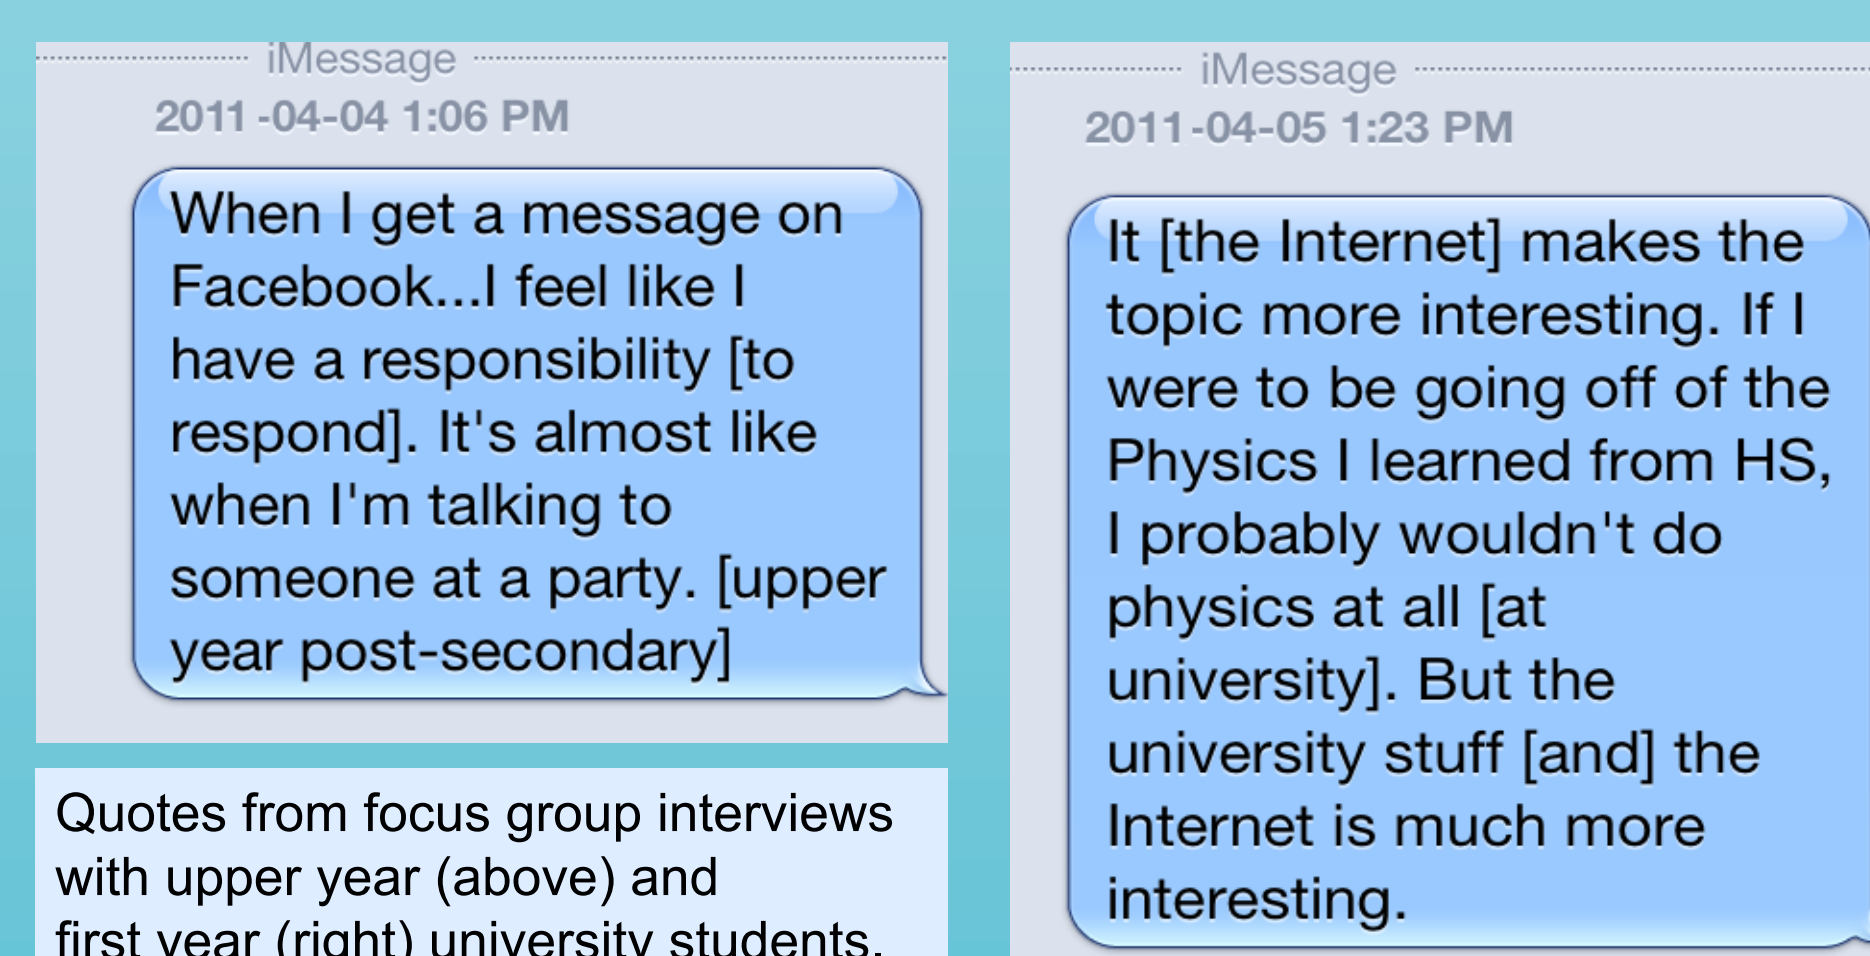 iMessage
2011-04-04 1:06 PM
When I get a message on
Facebook...I feel like I
have a responsibility [to
respond]. It's almost like
when I'm talking to
someone at a party. [upper
year post-secondary]
Quotes from focus group interviews
with upper year (above) and
first year (right) university students.
iMessage
2011-04-05 1:23 PM
It [the Internet] makes the
topic more interesting. If I
were to be going off of the
Physics I learned from HS,
I probably wouldn't do
physics at all [at
university]. But the
university stuff [and] the
Internet is much more
interesting.